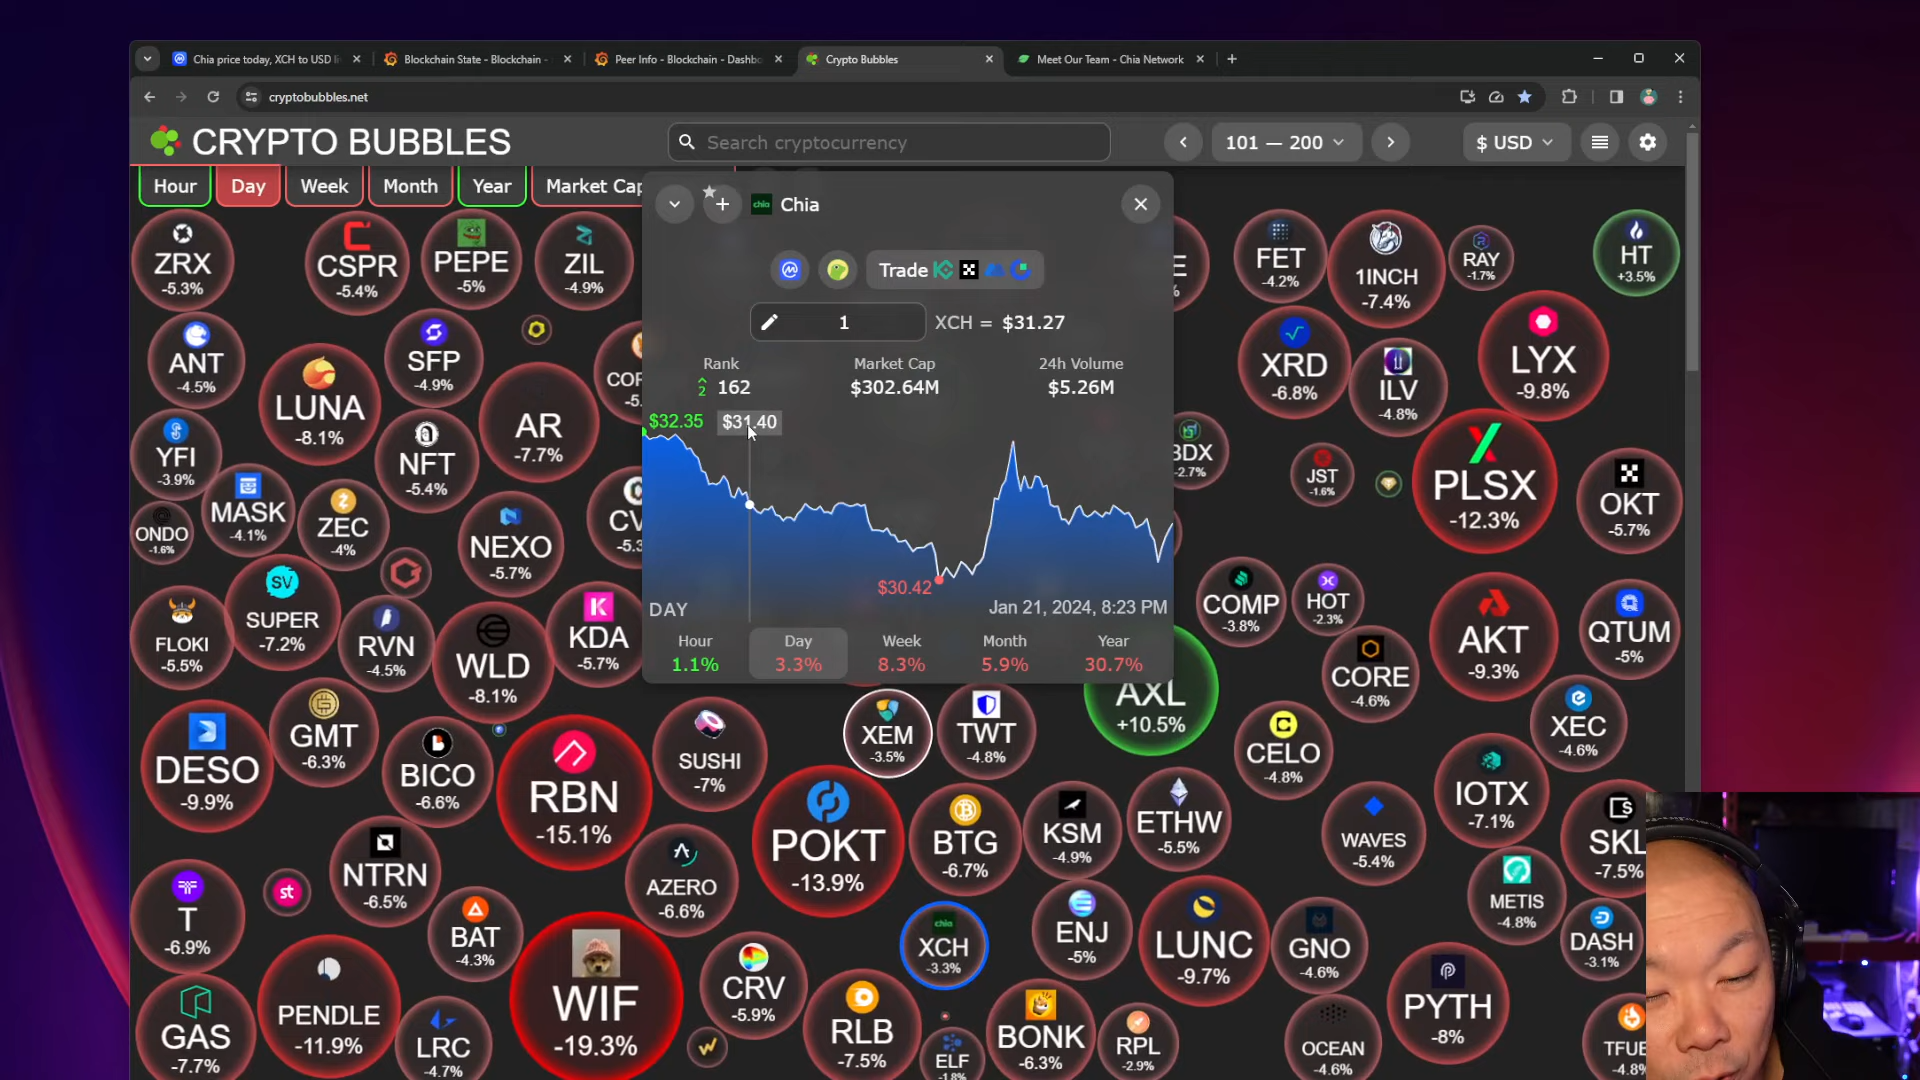 Chia price today, XCH to USD li
Blockchain State - Blockchain -
Peer Info - Blockchain - Dashbo
Crypto Bubbles
Meet Our Team - Chia Network
cryptobubbles.net
CRYPTO BUBBLES
Search cryptocurrency
101 — 200
$ USD
Hour
Day
Week
Month
Year
Market Cap
Chia
Trade
1
XCH = $31.27
Rank
Market Cap
24h Volume
2
162
$302.64M
$5.26M
$32.35
$31.40
$30.42
DAY
Jan 21, 2024, 8:23 PM
Hour
Day
Week
Month
Year
1.1%
3.3%
8.3%
5.9%
30.7%
ZRX
-5.3%
CSPR
-5.4%
PEPE
-5%
ZIL
-4.9%
FET
-4.2%
1INCH
-7.4%
RAY
-1.7%
HT
+3.5%
ANT
-4.5%
LUNA
-8.1%
SFP
-4.9%
AR
-7.7%
XRD
-6.8%
ILV
-4.8%
LYX
-9.8%
YFI
-3.9%
MASK
-4.1%
ZEC
-4%
NFT
-5.4%
-2.7%
JST
-1.6%
PLSX
-12.3%
OKT
-5.7%
ONDO
-1.6%
NEXO
-5.7%
FLOKI
-5.5%
SUPER
-7.2%
RVN
-4.5%
WLD
-8.1%
KDA
-5.7%
COMP
-3.8%
HOT
-2.3%
AKT
-9.3%
QTUM
-5%
CORE
-4.6%
DESO
-9.9%
GMT
-6.3%
BICO
-6.6%
RBN
-15.1%
SUSHI
-7%
XEM
-3.5%
TWT
-4.8%
AXL
+10.5%
CELO
-4.8%
XEC
-4.6%
IOTX
-7.1%
POKT
-13.9%
BTG
-6.7%
KSM
-4.9%
ETHW
-5.5%
WAVES
-5.4%
SKL
-7.5%
T
-6.9%
st
NTRN
-6.5%
BAT
-4.3%
AZERO
-6.6%
chia
XCH
-3.3%
ENJ
-5%
LUNC
-9.7%
GNO
-4.6%
METIS
-4.8%
DASH
-3.1%
GAS
-7.7%
PENDLE
-11.9%
LRC
-4.7%
WIF
-19.3%
CRV
-5.9%
RLB
-7.5%
ELF
-1.8%
BONK
-6.3%
RPL
-2.9%
OCEAN
-4.6%
PYTH
-8%
TFUE
-4.8